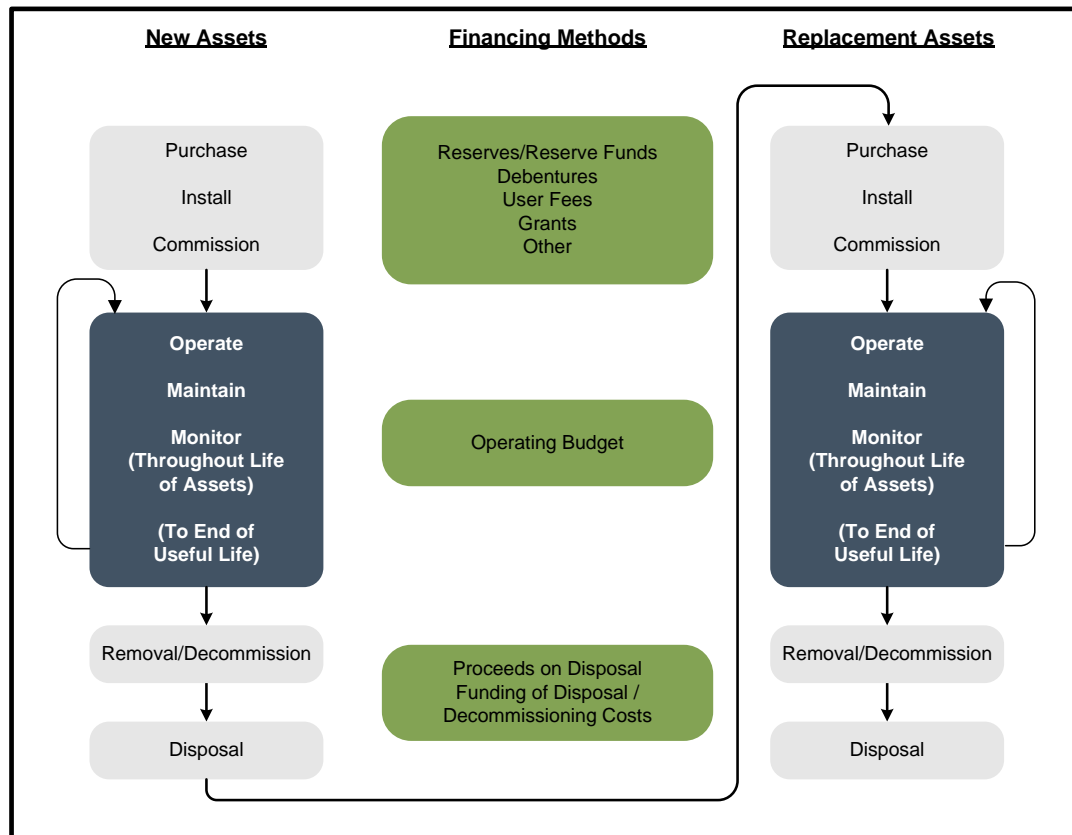 New Assets
Financing Methods
Replacement Assets
Purchase
Install
Commission
Operate
Maintain
Monitor
(Throughout Life
of Assets)
(To End of
Useful Life)
Removal/Decommission
Disposal
Reserves/Reserve Funds
Debentures
User Fees
Grants
Other
Operating Budget
Proceeds on Disposal
Funding of Disposal /
Decommissioning Costs
Purchase
Install
Commission
Operate
Maintain
Monitor
(Throughout Life
of Assets)
(To End of
Useful Life)
Removal/Decommission
Disposal